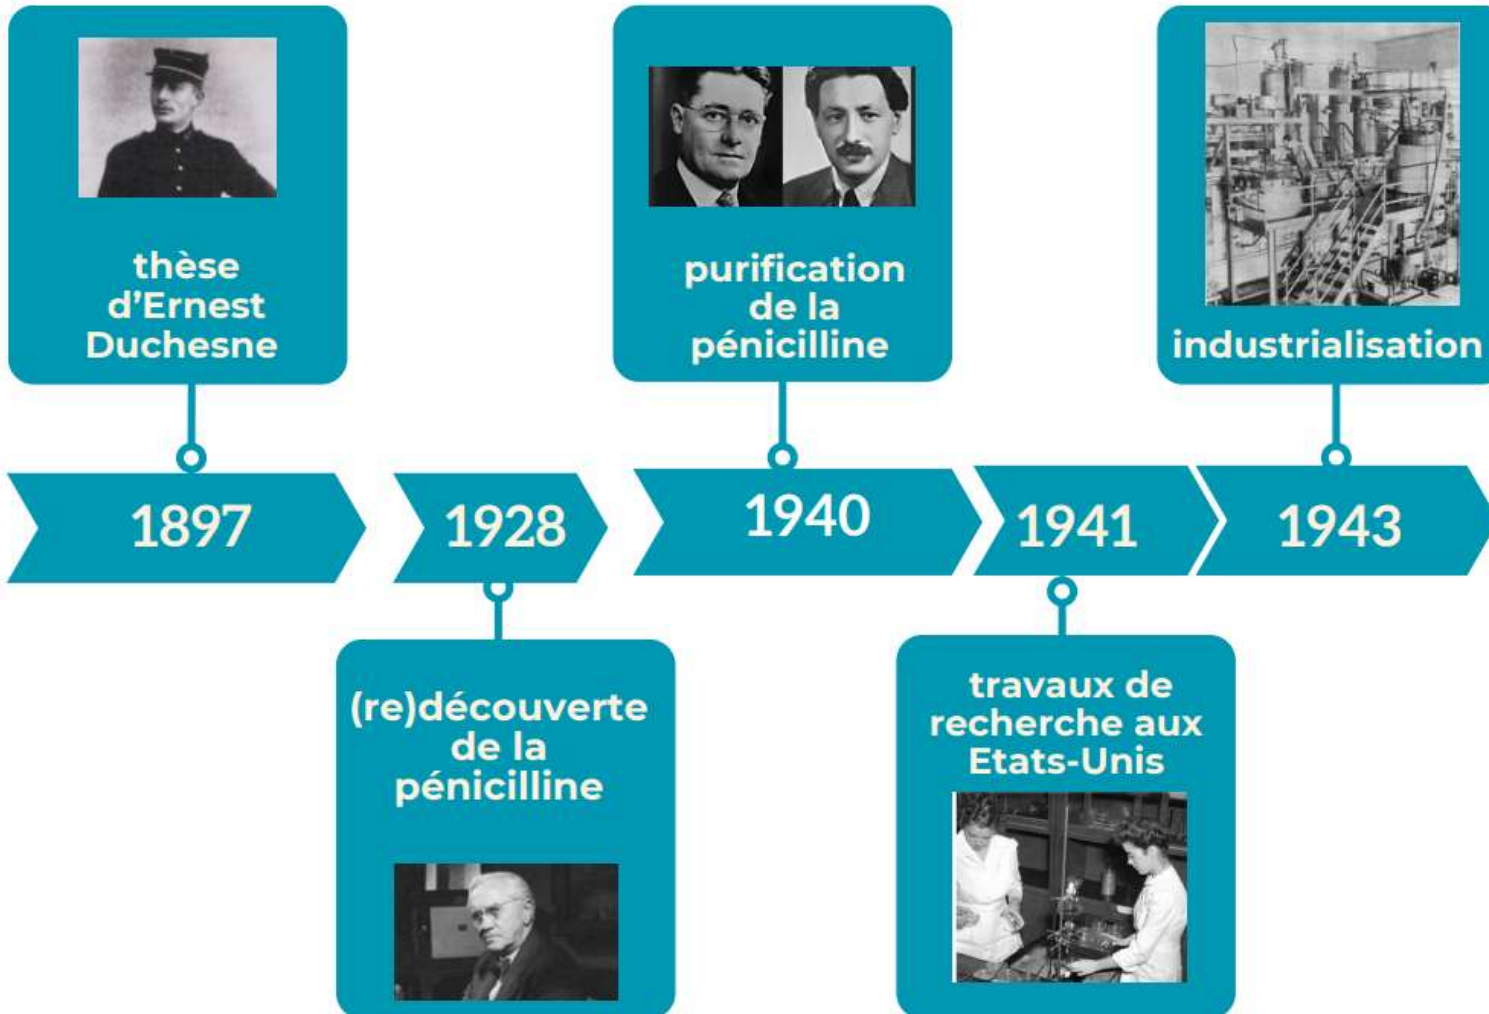 thèse
d’Ernest
Duchesne
purification
de la
pénicilline
industrialisation
1897
1928
1940
1941
1943
(re)découverte
de la
pénicilline
travaux de
recherche aux
Etats-Unis